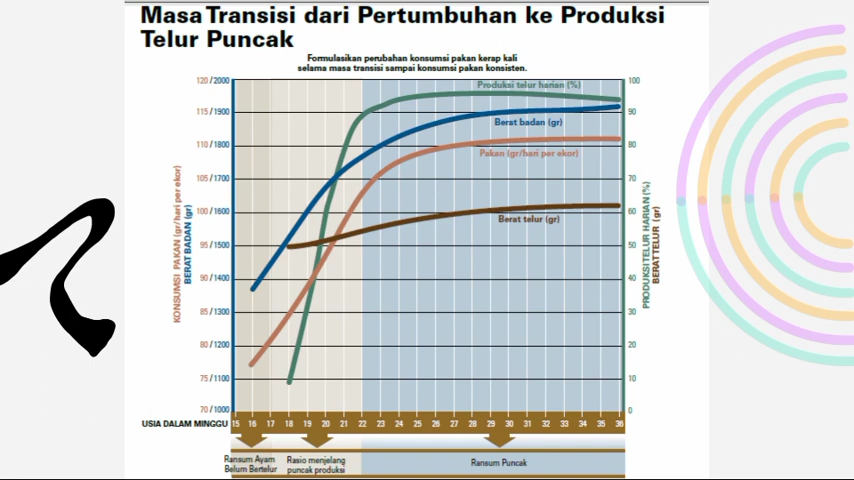 Masa Transisi dari Pertumbuhan ke Produksi
Telur Puncak
Formulasikan perubahan konsumsi pakan kerap kali
selama masa transisi sampai konsumsi pakan konsisten.
120 / 2000
115 / 1900
110 / 1800
105 / 1700
100 / 1600
95 / 1500
90 / 1400
85 / 1300
80 / 1200
75 / 1100
70 / 1000
KONSUMSI PAKAN (gr/hari per ekor)
BERAT BADAN (gr)
Produksi telur harian (%)
Berat badan (gr)
Pakan (gr/hari per ekor)
Berat telur (gr)
100
90
80
70
60
50
40
30
20
10
0
PRODUKSI TELUR HARIAN (%)
BERAT TELUR (gr)
USIA DALAM MINGGU 15 16 17 18 19 20 21 22 23 24 25 26 27 28 29 30 31 32 33 34 35 36
Ransum Ayam
Belum Bertelur
Rasio menjelang
puncak produksi
Ransum Puncak